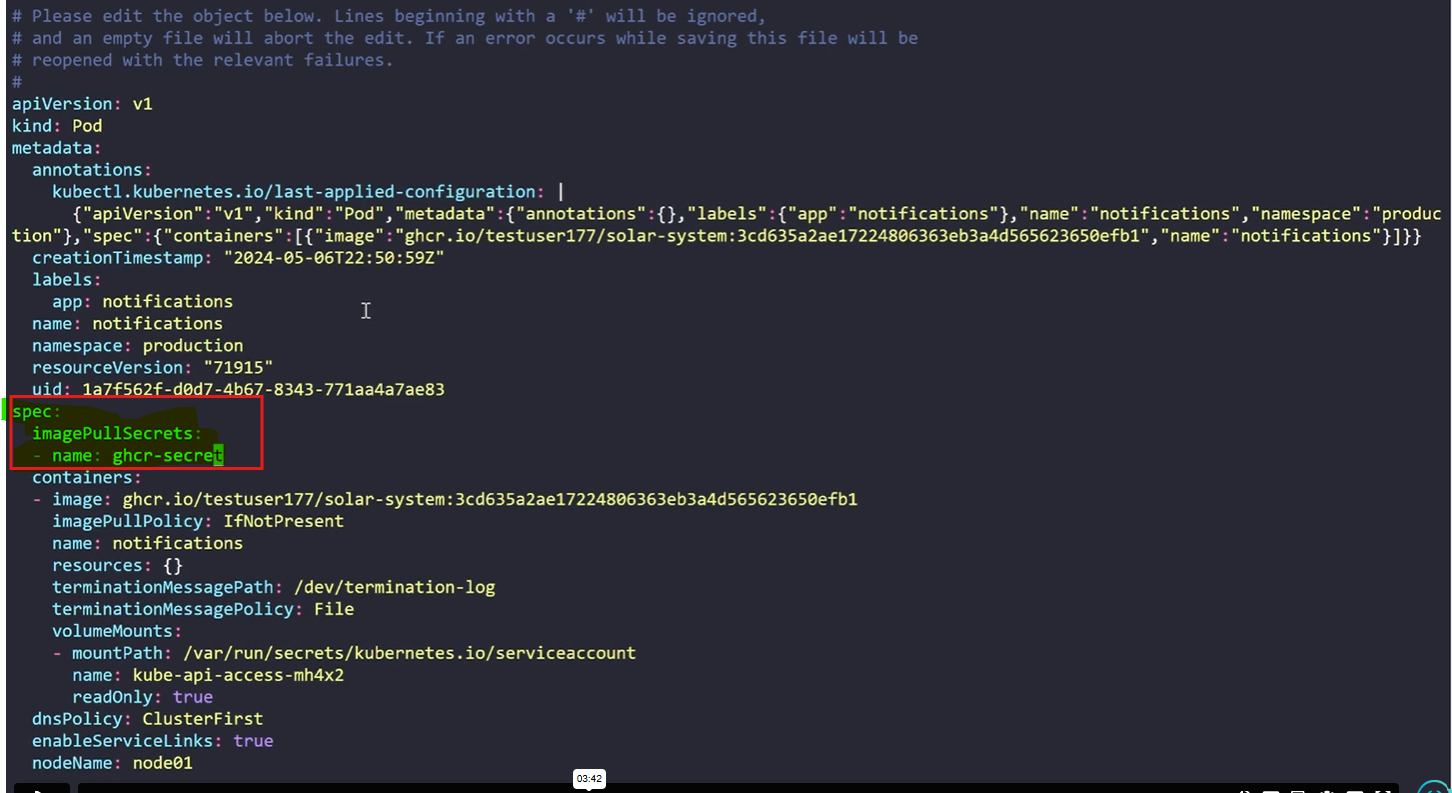 # Please edit the object below. Lines beginning with a '#' will be ignored,
# and an empty file will abort the edit. If an error occurs while saving this file will be
# reopened with the relevant failures.
#
apiVersion: v1
kind: Pod
metadata:
  annotations:
    kubectl.kubernetes.io/last-applied-configuration: |
      {"apiVersion":"v1","kind":"Pod","metadata":{"annotations":{},"labels":{"app":"notifications"},"name":"notifications","namespace":"produc
tion"},"spec":{"containers":[{"image":"ghcr.io/testuser177/solar-system:3cd635a2ae17224806363eb3a4d565623650efb1","name":"notifications"}]}}
  creationTimestamp: "2024-05-06T22:50:59Z"
  labels:
    app: notifications
  name: notifications
  namespace: production
  resourceVersion: "71915"
  uid: 1a7f562f-d0d7-4b67-8343-771aa4a7ae83
spec:
  imagePullSecrets:
  - name: ghcr-secret
  containers:
  - image: ghcr.io/testuser177/solar-system:3cd635a2ae17224806363eb3a4d565623650efb1
    imagePullPolicy: IfNotPresent
    name: notifications
    resources: {}
    terminationMessagePath: /dev/termination-log
    terminationMessagePolicy: File
    volumeMounts:
    - mountPath: /var/run/secrets/kubernetes.io/serviceaccount
      name: kube-api-access-mh4x2
      readOnly: true
  dnsPolicy: ClusterFirst
  enableServiceLinks: true
  nodeName: node01
03:42